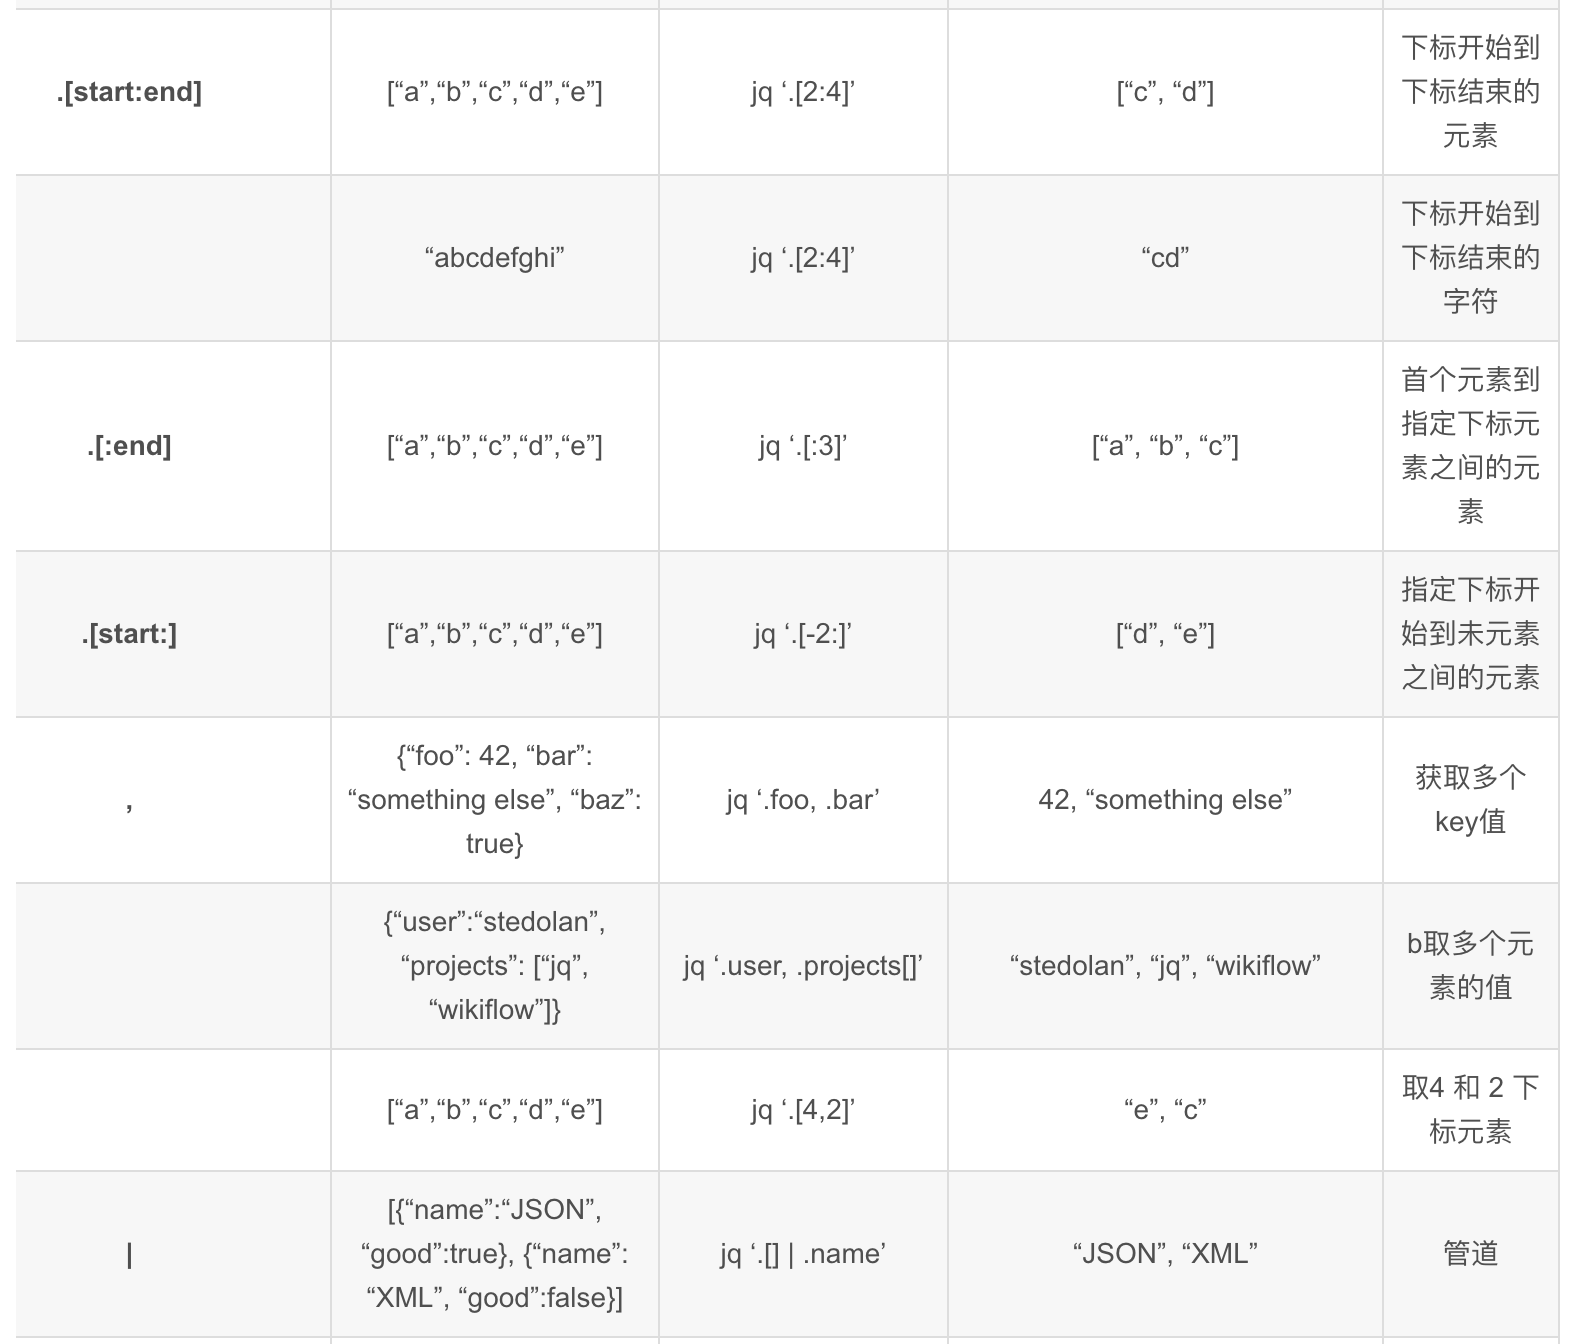 .[start:end]
[“a”,“b”,“c”,“d”,“e”]
jq ‘.[2:4]’
[“c”, “d”]
下标开始到
下标结束的
元素
“abcdefghi”
jq ‘.[2:4]’
“cd”
下标开始到
下标结束的
字符
.[:end]
[“a”,“b”,“c”,“d”,“e”]
jq ‘.[:3]’
[“a”, “b”, “c”]
首个元素到
指定下标元
素之间的元
素
.[start:]
[“a”,“b”,“c”,“d”,“e”]
jq ‘.[-2:]’
[“d”, “e”]
指定下标开
始到未元素
之间的元素
,
{“foo”: 42, “bar”:
“something else”, “baz”:
true}
jq ‘.foo, .bar’
42, “something else”
获取多个
key值
{“user”:“stedolan”,
“projects”: [“jq”,
“wikiflow”]}
jq ‘.user, .projects[]’
“stedolan”, “jq”, “wikiflow”
b取多个元
素的值
[“a”,“b”,“c”,“d”,“e”]
jq ‘.[4,2]’
“e”, “c”
取4 和 2 下
标元素
|
[{“name”:“JSON”,
“good”:true}, {“name”:
“XML”, “good”:false}]
jq ‘.[] | .name’
“JSON”, “XML”
管道